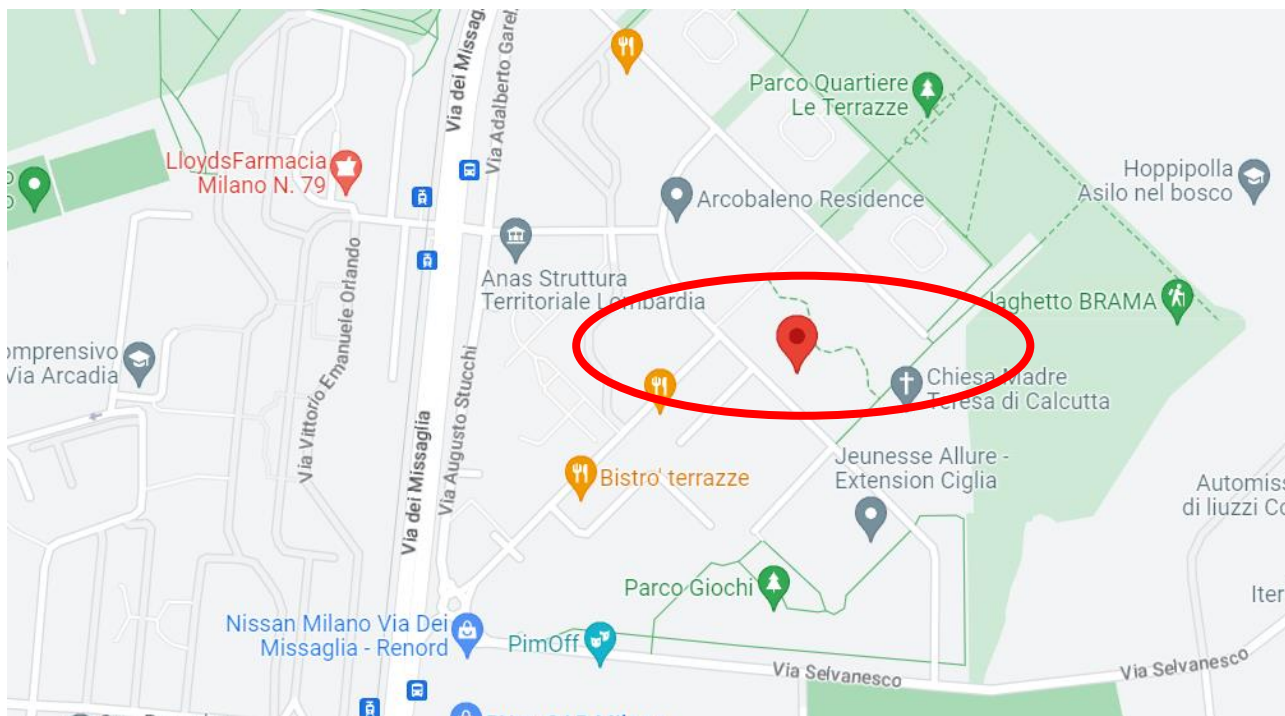 Via dei Missagl
Via Adalberto Garel
Parco Quartiere
Le Terrazze
LloydsFarmacia
Milano N. 79
Hoppipolla
Asilo nel bosco
Arcobaleno Residence
Anas Struttura
Territoriale Lombardia
laghetto BRAMA
omprensivo
Via Arcadia
Via Vittorio Emanuele Orlando
Via Augusto Stucchi
Via dei Missaglia
Chiesa Madre
Teresa di Calcutta
Bistro' terrazze
Jeunesse Allure -
Extension Ciglia
Automiss
di liuzzi Co
Parco Giochi
Iter
Nissan Milano Via Dei
Missaglia - Renord
PimOff
Via Selvanesco
Via Selvanesco